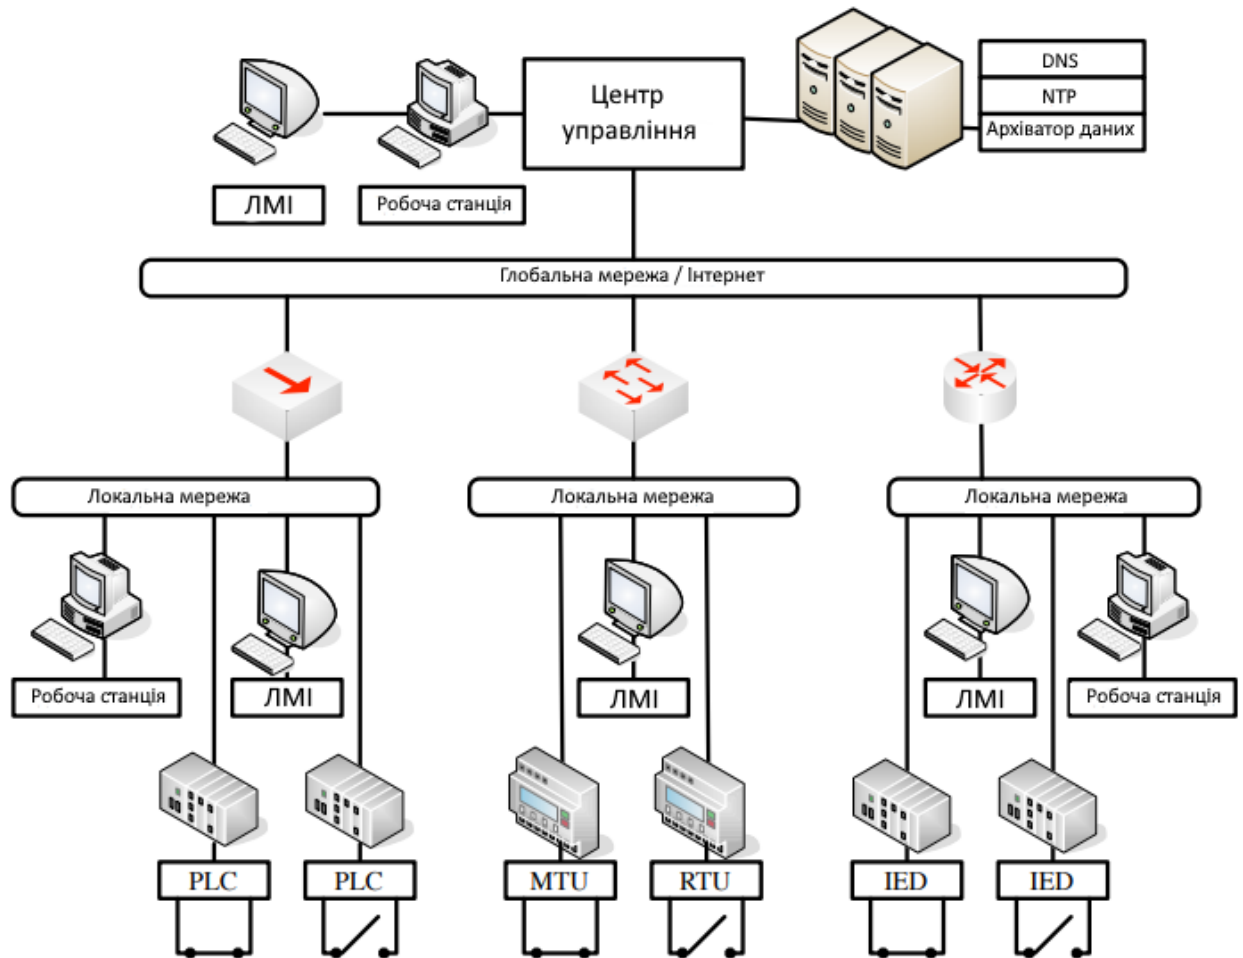 Центр
управління
DNS
NTP
Архіватор даних
ЛМІ
Робоча станція
Глобальна мережа / Інтернет
Локальна мережа
Локальна мережа
Локальна мережа
Робоча станція
ЛМІ
ЛМІ
ЛМІ
Робоча станція
PLC
PLC
MTU
RTU
IED
IED